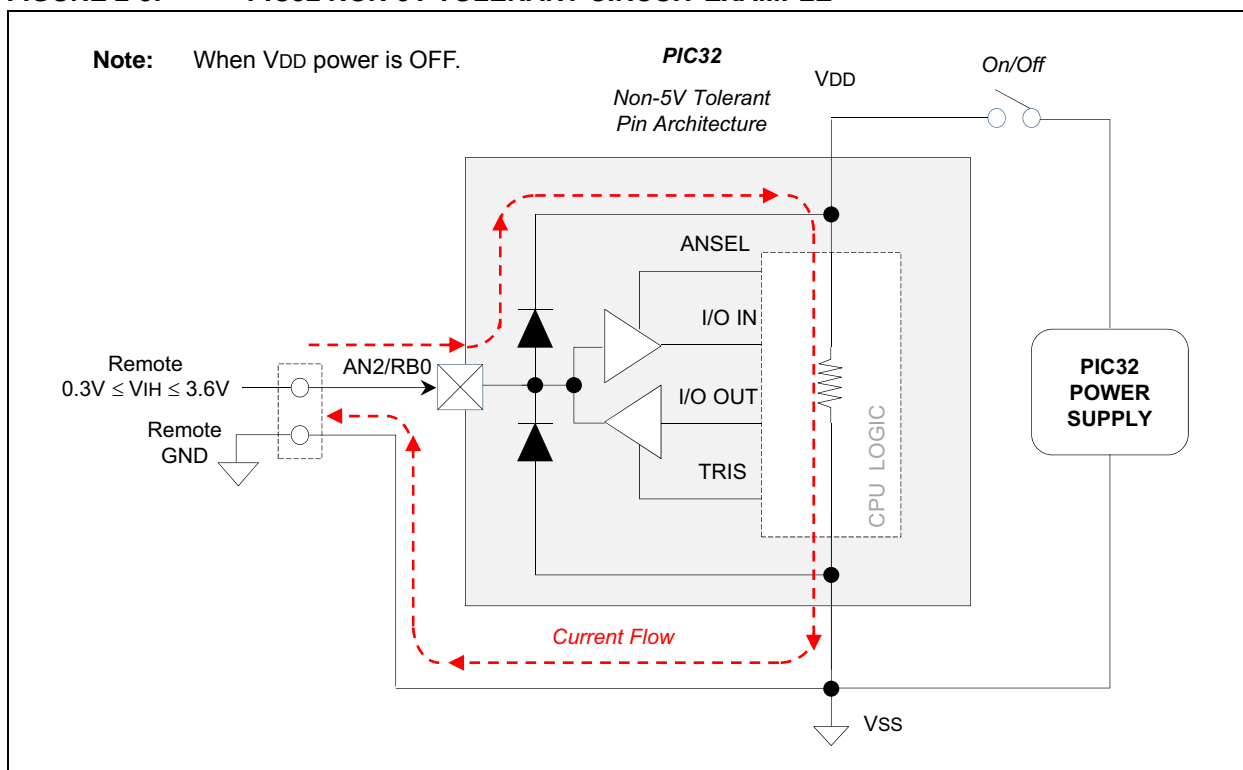 Note: When VDD power is OFF.
PIC32
Non-5V Tolerant
Pin Architecture
VDD
On/Off
ANSEL
I/O IN
AN2/RB0
Remote
0.3V ≤ VIH ≤ 3.6V
Remote
GND
I/O OUT
TRIS
CPU LOGIC
PIC32
POWER
SUPPLY
Current Flow
VSS